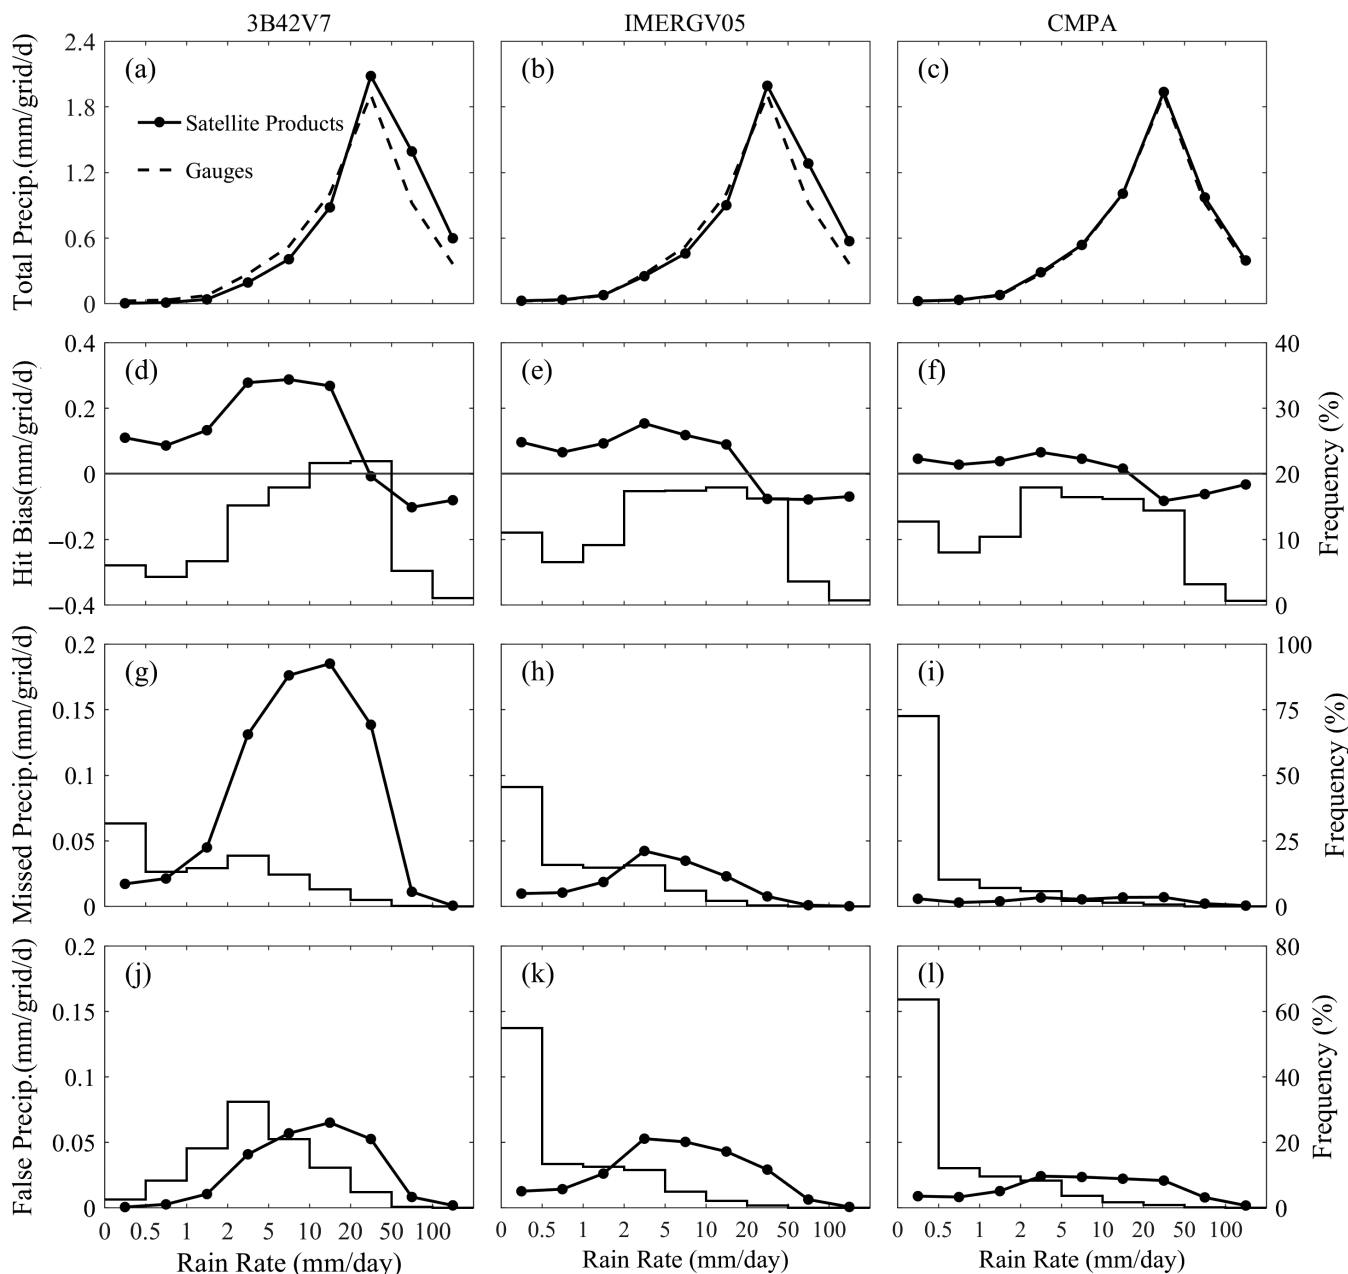 3B42V7 IMERGV05 CMPA
Total Precip.(mm/grid/d)
2.4
1.8
1.2
0.6
0
(a) (b) (c)
Satellite Products
Gauges
Hit Bias(mm/grid/d)
0.4
0.2
0
−0.2
−0.4
(d) (e) (f)
40
30
20
10
0
Frequency (%)
Missed Precip.(mm/grid/d)
0.2
0.15
0.1
0.05
0
(g) (h) (i)
100
75
50
25
0
Frequency (%)
False Precip.(mm/grid/d)
0.2
0.15
0.1
0.05
0
(j) (k) (l)
80
60
40
20
0
Frequency (%)
0 0.5 1 2 5 10 20 50 100 0 0.5 1 2 5 10 20 50 100 0 0.5 1 2 5 10 20 50 100
Rain Rate (mm/day) Rain Rate (mm/day) Rain Rate (mm/day)